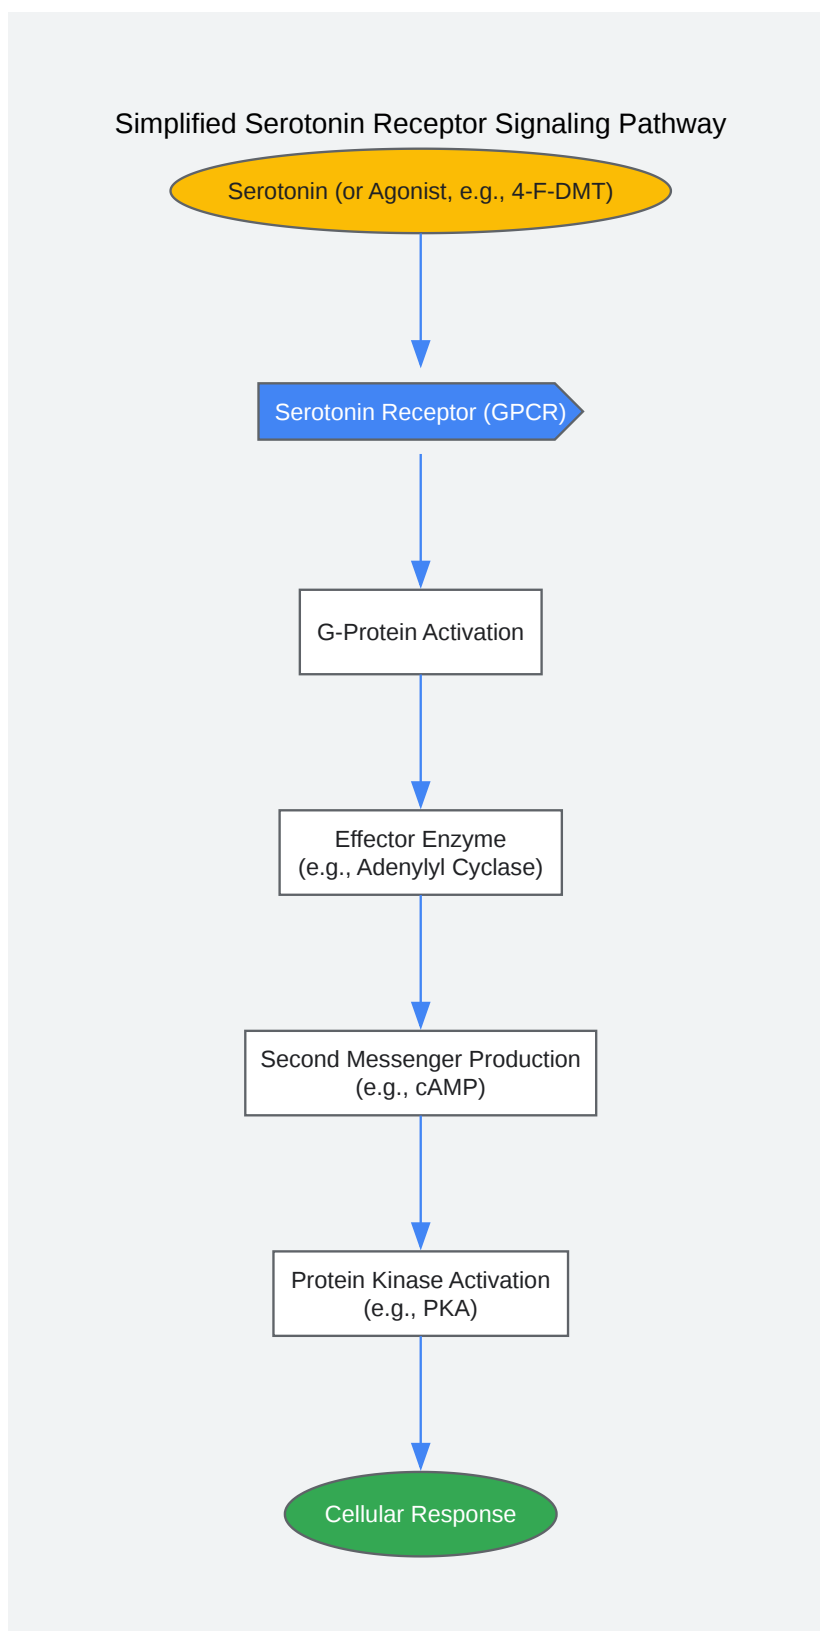 Simplified Serotonin Receptor Signaling Pathway
Serotonin (or Agonist, e.g., 4-F-DMT)
Serotonin Receptor (GPCR)
G-Protein Activation
Effector Enzyme
(e.g., Adenylyl Cyclase)
Second Messenger Production
(e.g., cAMP)
Protein Kinase Activation
(e.g., PKA)
Cellular Response